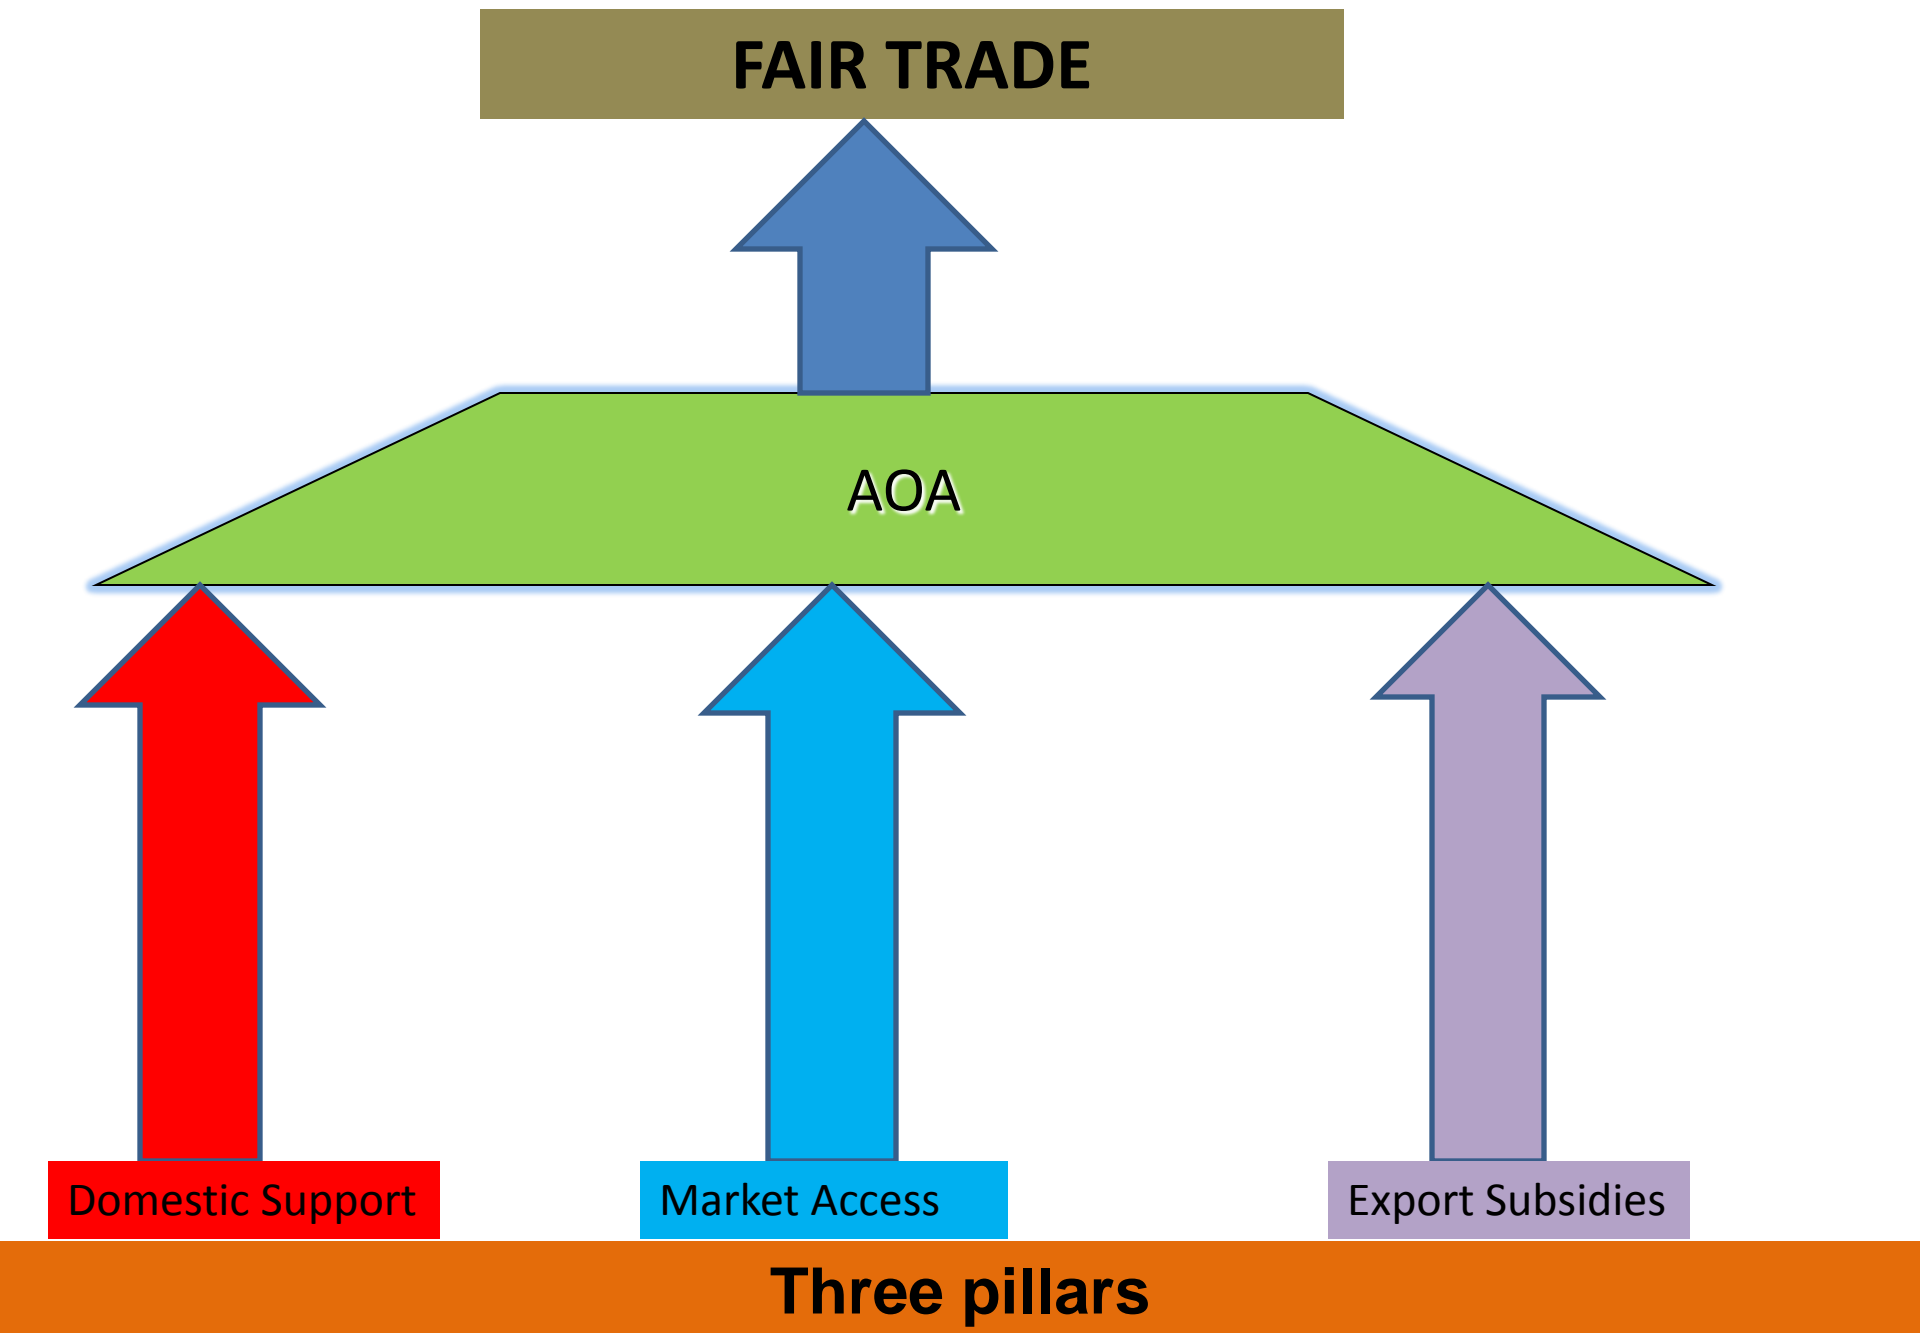 FAIR TRADE
AOA
Domestic Support
Market Access
Export Subsidies
Three pillars